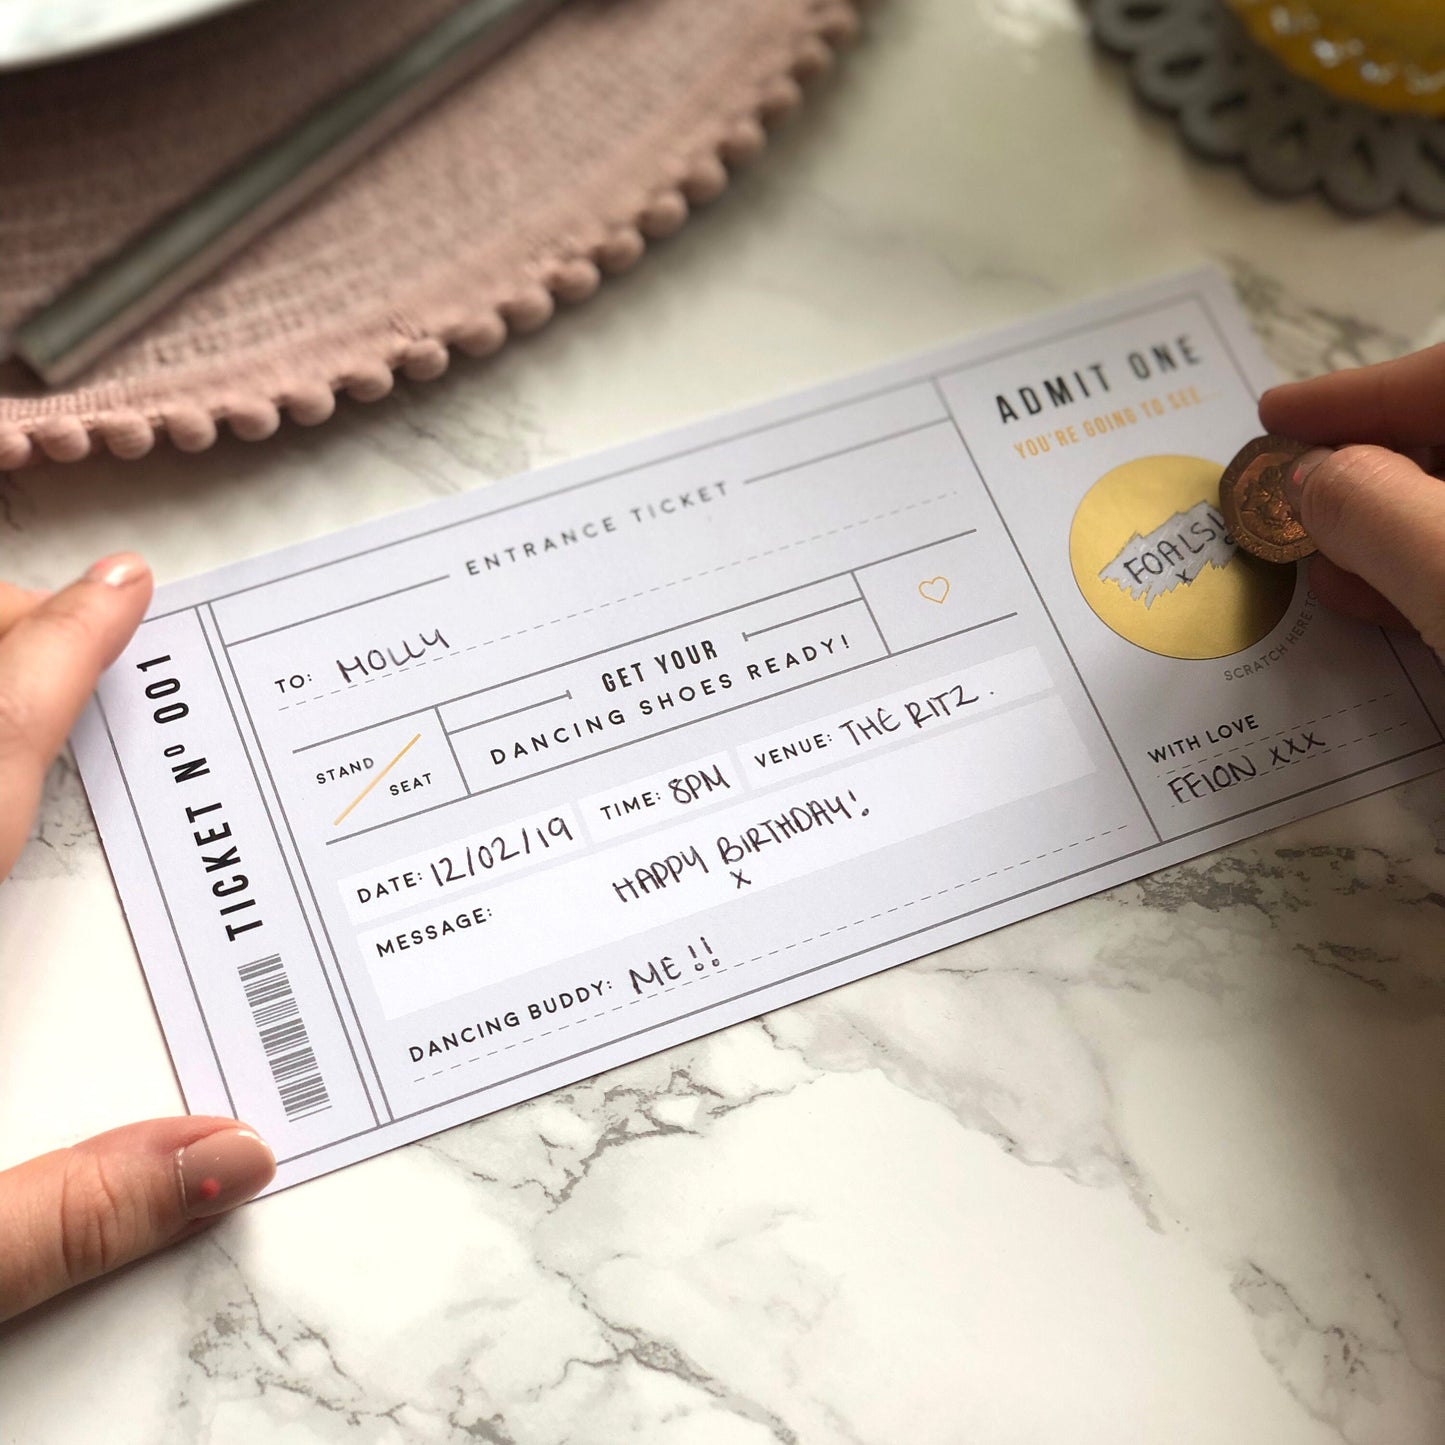 TICKET Nº 001
ENTRANCE TICKET
TO: MOLLY
GET YOUR
DANCING SHOES READY!
STAND
SEAT
DATE: 12/02/19 TIME: 8PM VENUE: THE RITZ.
MESSAGE: HAPPY BIRTHDAY!
x
DANCING BUDDY: ME!!
ADMIT ONE
YOU'RE GOING TO SEE...
FOALS!
x
SCRATCH HERE
WITH LOVE
FFION xxx